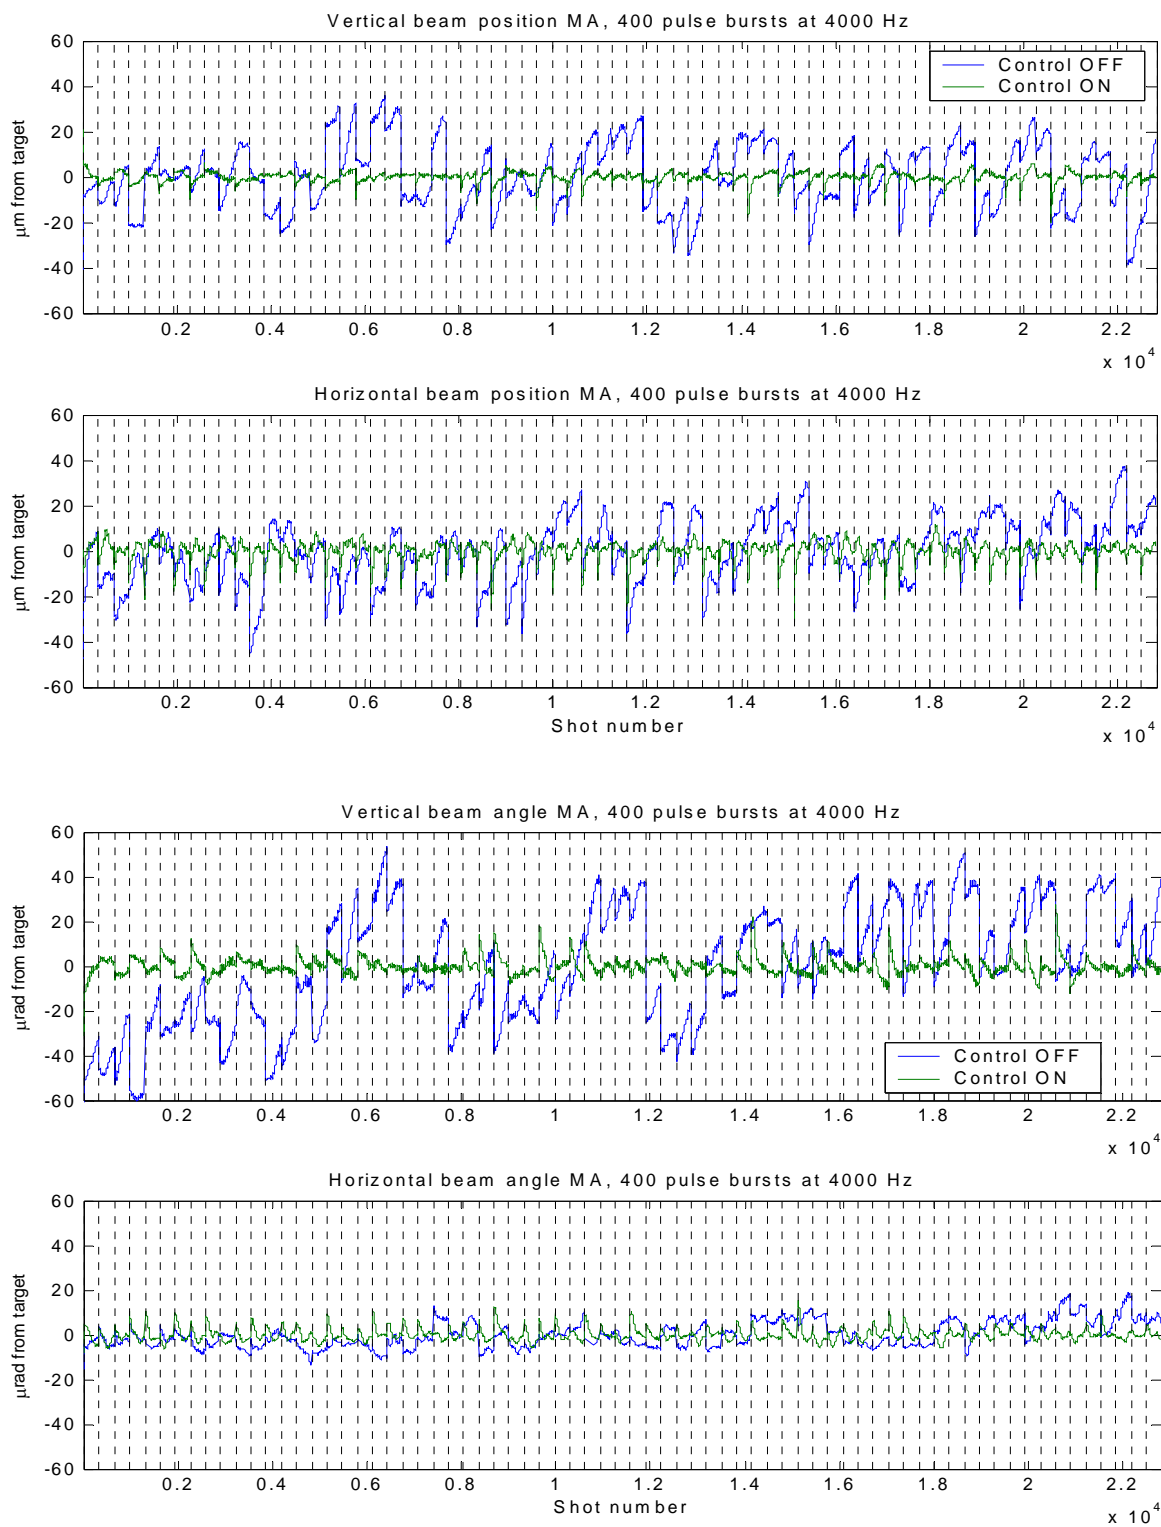 Vertical beam position MA, 400 pulse bursts at 4000 Hz
60
40
20
0
-20
-40
-60
μm from target
Control OFF
Control ON
0.2 0.4 0.6 0.8 1 1.2 1.4 1.6 1.8 2 2.2
x 10^4
Horizontal beam position MA, 400 pulse bursts at 4000 Hz
60
40
20
0
-20
-40
-60
μm from target
0.2 0.4 0.6 0.8 1 1.2 1.4 1.6 1.8 2 2.2
Shot number
x 10^4
Vertical beam angle MA, 400 pulse bursts at 4000 Hz
60
40
20
0
-20
-40
-60
μrad from target
Control OFF
Control ON
0.2 0.4 0.6 0.8 1 1.2 1.4 1.6 1.8 2 2.2
x 10^4
Horizontal beam angle MA, 400 pulse bursts at 4000 Hz
60
40
20
0
-20
-40
-60
μrad from target
0.2 0.4 0.6 0.8 1 1.2 1.4 1.6 1.8 2 2.2
Shot number
x 10^4